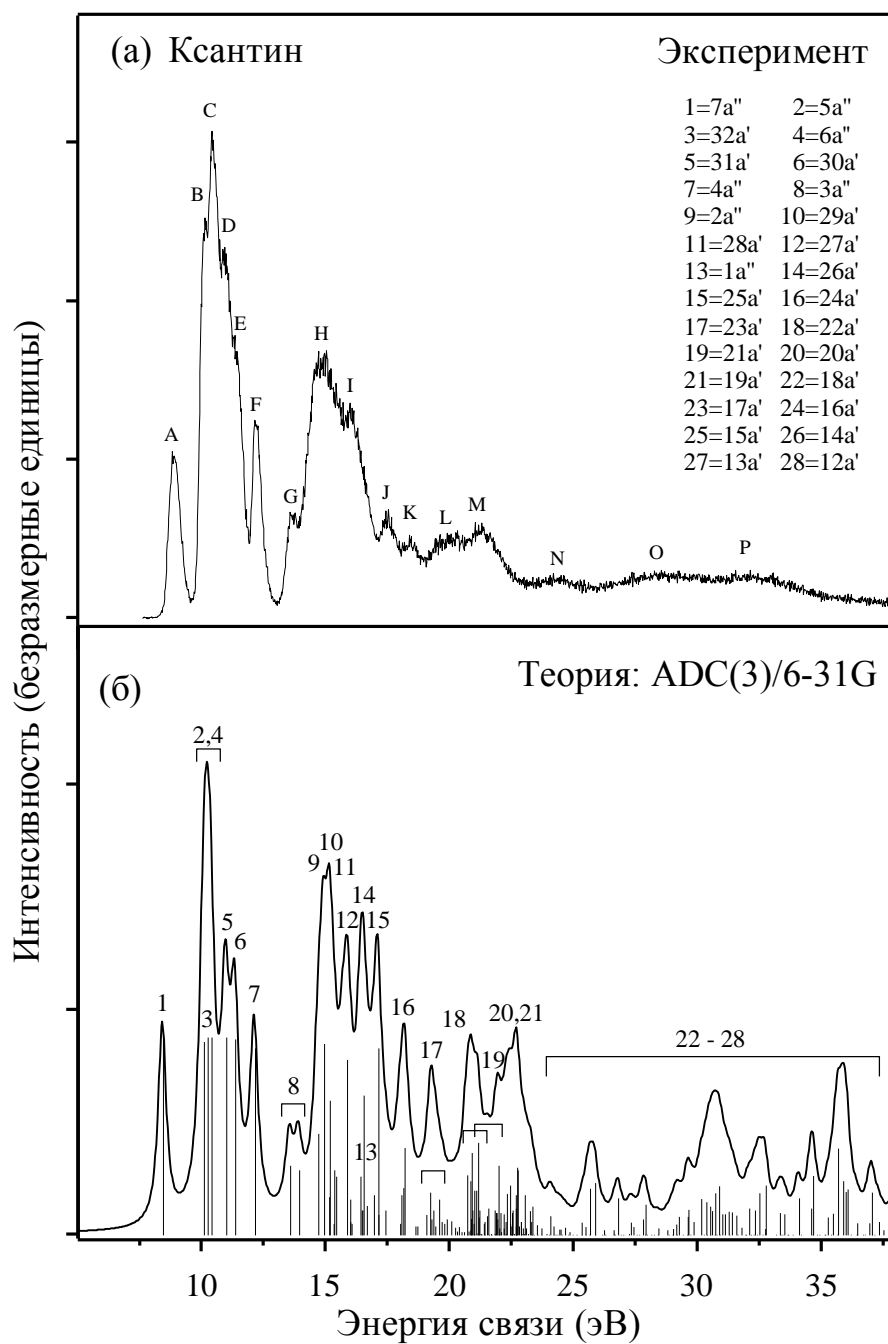 (а) Ксантин
Эксперимент
1=7a'' 2=5a''
3=32a' 4=6a''
5=31a' 6=30a'
7=4a'' 8=3a''
9=2a'' 10=29a'
11=28a' 12=27a'
13=1a'' 14=26a'
15=25a' 16=24a'
17=23a' 18=22a'
19=21a' 20=20a'
21=19a' 22=18a'
23=17a' 24=16a'
25=15a' 26=14a'
27=13a' 28=12a'
A
B
C
D
E
F
G
H
I
J
K
L
M
N
O
P
Интенсивность (безразмерные единицы)
(б)
Теория: ADC(3)/6-31G
1
2,4
3
5
6
7
8
9
10
11
12
13
14
15
16
17
18
19
20,21
22 - 28
10 15 20 25 30 35
Энергия связи (эВ)